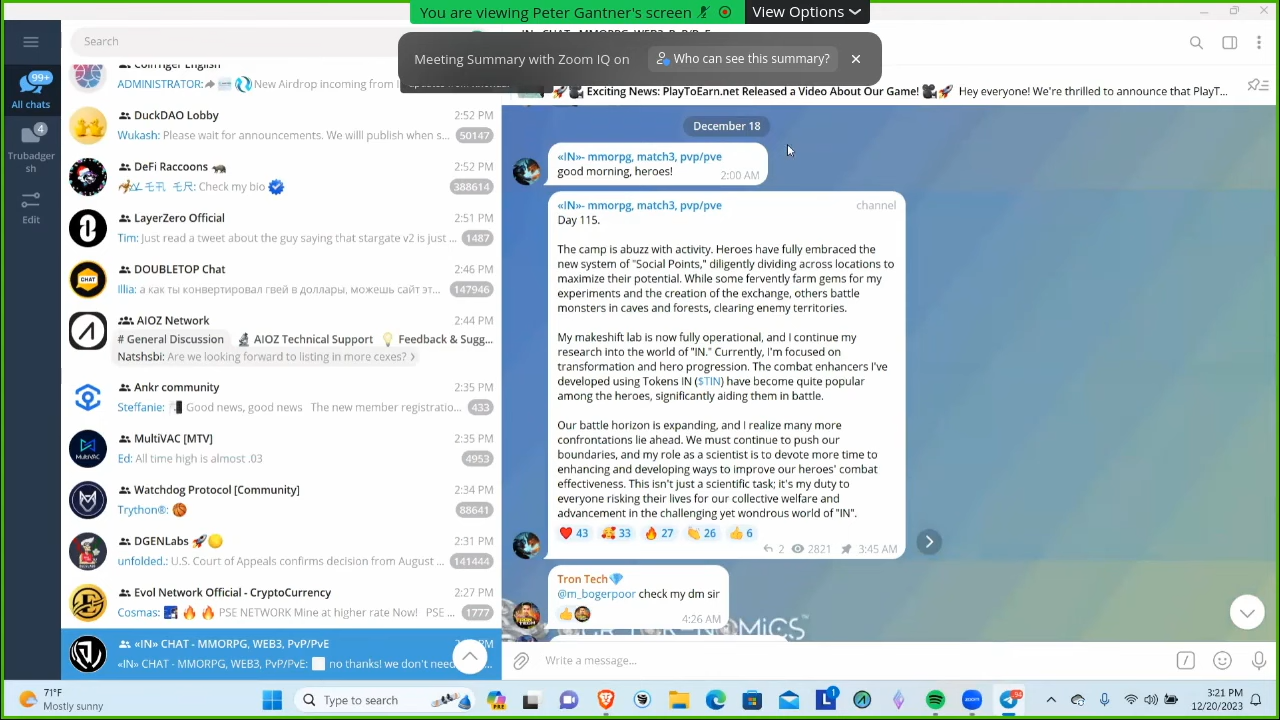 You are viewing Peter Gantner's screen
View Options
Meeting Summary with Zoom IQ on
Who can see this summary?
Search
99+
All chats
4
Trubadger
sh
Edit
ADMINISTRATOR: New Airdrop incoming from
DuckDAO Lobby 2:52 PM
Wukash: Please wait for announcements. We willl publish when s... 50147
DeFi Raccoons 2:52 PM
Check my bio 388614
LayerZero Official 2:51 PM
Tim: Just read a tweet about the guy saying that stargate v2 is just ... 1487
DOUBLETOP Chat 2:46 PM
Illia: а как ты конвертировал гвей в доллары, можешь сайт эт... 147946
AIOZ Network 2:44 PM
# General Discussion AIOZ Technical Support Feedback & Sugg...
Natshsbi: Are we looking forward to listing in more cexes? >
Ankr community 2:35 PM
Steffanie: Good news, good news The new member registratio... 433
MultiVAC [MTV] 2:35 PM
Ed: All time high is almost .03 4953
Watchdog Protocol [Community] 2:34 PM
Trython®: 88641
DGENLabs 2:31 PM
unfolded.: U.S. Court of Appeals confirms decision from August ... 141444
Evol Network Official - CryptoCurrency 2:27 PM
Cosmas: PSE NETWORK Mine at higher rate Now! PSE ... 1777
«IN» CHAT - MMORPG, WEB3, PvP/PvE
«IN» CHAT - MMORPG, WEB3, PvP/PvE: no thanks! we don't need
Exciting News: PlayToEarn.net Released a Video About Our Game! Hey everyone! We're thrilled to announce that PlayT...
December 18
«IN»- mmorpg, match3, pvp/pve
good morning, heroes! 2:00 AM
«IN»- mmorpg, match3, pvp/pve channel
Day 115.
The camp is abuzz with activity. Heroes have fully embraced the
new system of "Social Points," diligently dividing across locations to
maximize their potential. While some fervently farm gems for my
experiments and the creation of the exchange, others battle
monsters in caves and forests, clearing enemy territories.
My makeshift lab is now fully operational, and I continue my
research into the world of "IN." Currently, I'm focused on
transformation and hero progression. The combat enhancers I've
developed using Tokens IN ($TIN) have become quite popular
among the heroes, significantly aiding them in battle.
Our battle horizon is expanding, and I realize many more
confrontations lie ahead. We must continue to push our
boundaries, and my role as a scientist is to devote more time to
enhancing and developing ways to improve our heroes' combat
effectiveness. This isn't just a scientific task; it's my duty to
everyone risking their lives for our collective welfare and
advancement in the challenging yet wondrous world of "IN".
43 33 27 26 6
2 2821 3:45 AM
Tron Tech
@m_bogerpoor check my dm sir
4:26 AM
Write a message...
71°F
Mostly sunny
Type to search
3:21 PM
12/20/2023